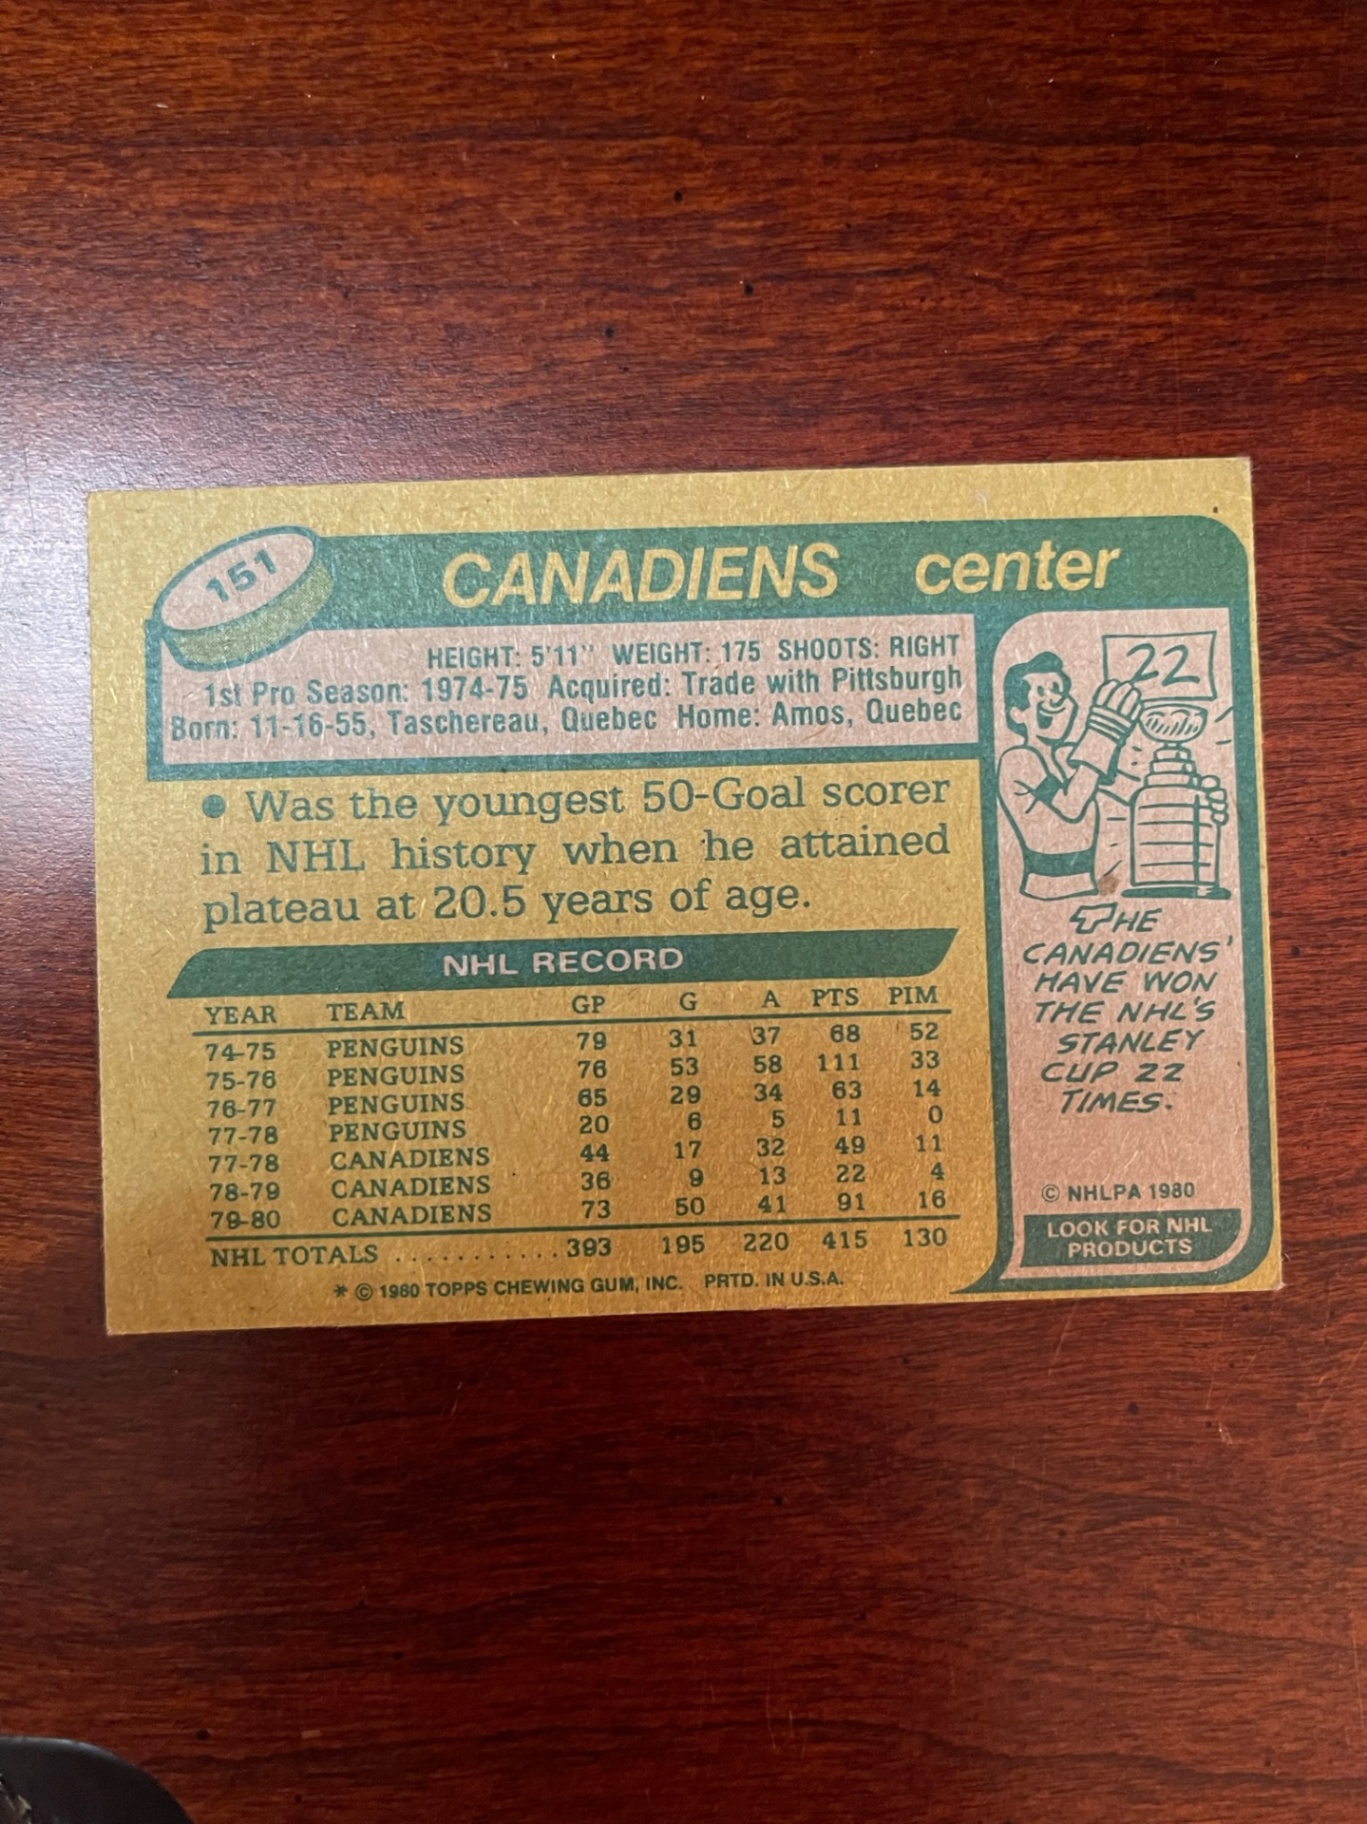 151
CANADIENS center
HEIGHT: 5'11" WEIGHT: 175 SHOOTS: RIGHT
1st Pro Season: 1974-75 Acquired: Trade with Pittsburgh
Born: 11-16-55, Taschereau, Quebec Home: Amos, Quebec
● Was the youngest 50-Goal scorer
in NHL history when he attained
plateau at 20.5 years of age.
NHL RECORD
YEAR TEAM GP G A PTS PIM
74-75 PENGUINS 79 31 37 68 52
75-76 PENGUINS 76 53 58 111 33
76-77 PENGUINS 65 29 34 63 14
77-78 PENGUINS 20 6 5 11 0
77-78 CANADIENS 44 17 32 49 11
78-79 CANADIENS 36 9 13 22 4
79-80 CANADIENS 73 50 41 91 16
NHL TOTALS ........... 393 195 220 415 130
* © 1980 TOPPS CHEWING GUM, INC. PRTD. IN U.S.A.
22
THE
CANADIENS'
HAVE WON
THE NHL'S
STANLEY
CUP 22
TIMES.
© NHLPA 1980
LOOK FOR NHL
PRODUCTS